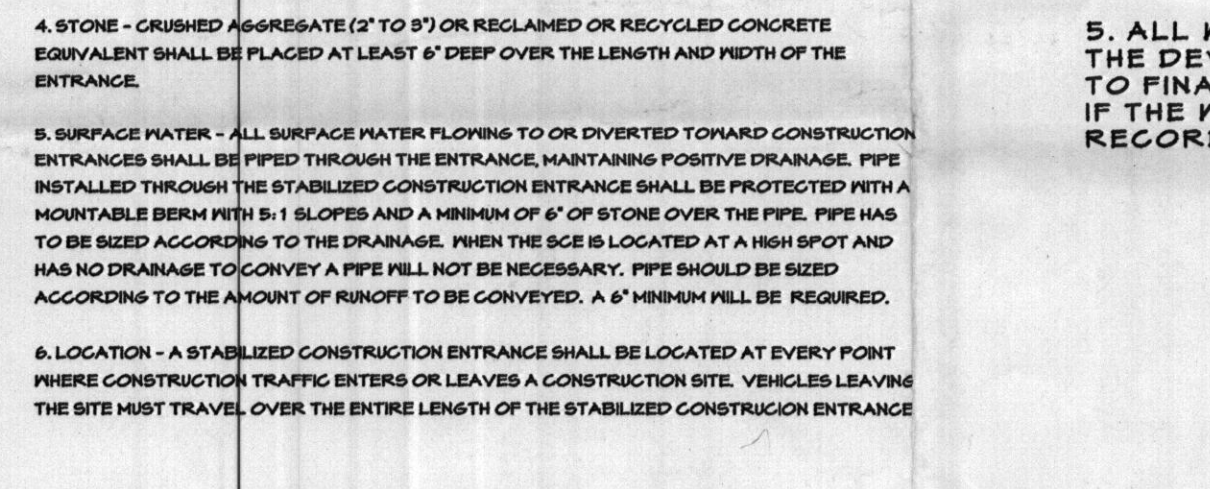 4. STONE - CRUSHED AGGREGATE (2" TO 3") OR RECLAIMED OR RECYCLED CONCRETE
EQUIVALENT SHALL BE PLACED AT LEAST 6" DEEP OVER THE LENGTH AND WIDTH OF THE
ENTRANCE.
5. SURFACE WATER - ALL SURFACE WATER FLOWING TO OR DIVERTED TOWARD CONSTRUCTION
ENTRANCES SHALL BE PIPED THROUGH THE ENTRANCE, MAINTAINING POSITIVE DRAINAGE. PIPE
INSTALLED THROUGH THE STABILIZED CONSTRUCTION ENTRANCE SHALL BE PROTECTED WITH A
MOUNTABLE BERM WITH 5:1 SLOPES AND A MINIMUM OF 6" OF STONE OVER THE PIPE. PIPE HAS
TO BE SIZED ACCORDING TO THE DRAINAGE. WHEN THE SCE IS LOCATED AT A HIGH SPOT AND
HAS NO DRAINAGE TO CONVEY A PIPE WILL NOT BE NECESSARY. PIPE SHOULD BE SIZED
ACCORDING TO THE AMOUNT OF RUNOFF TO BE CONVEYED. A 6" MINIMUM WILL BE REQUIRED.
6. LOCATION - A STABILIZED CONSTRUCTION ENTRANCE SHALL BE LOCATED AT EVERY POINT
WHERE CONSTRUCTION TRAFFIC ENTERS OR LEAVES A CONSTRUCTION SITE. VEHICLES LEAVING
THE SITE MUST TRAVEL OVER THE ENTIRE LENGTH OF THE STABILIZED CONSTRUCION ENTRANCE
5. ALL
THE
TO
IF THE